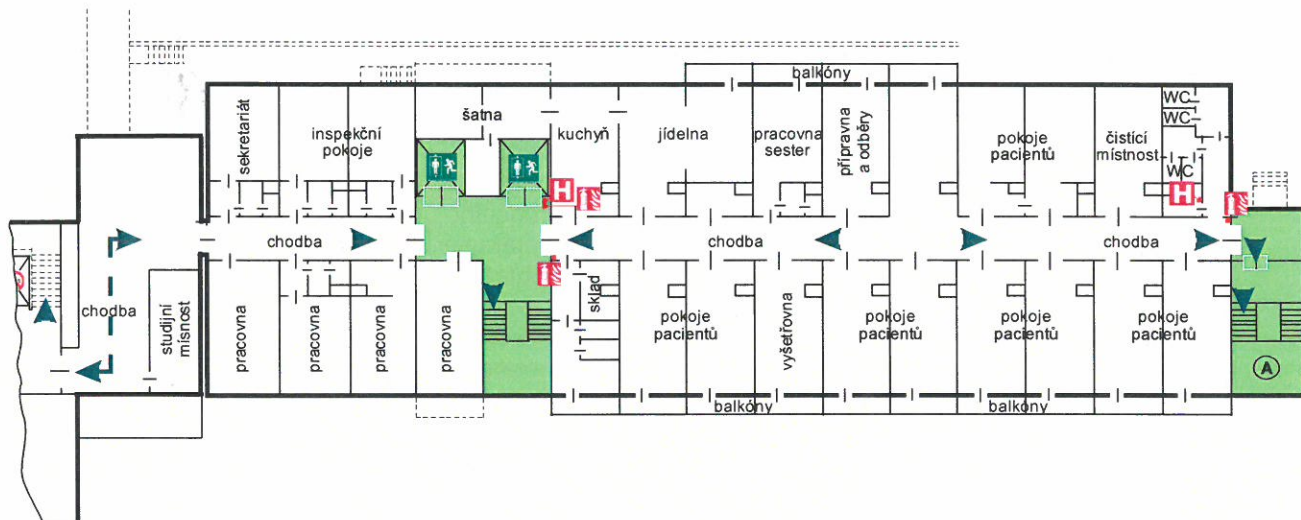 balkóny
sekretariát
inspekční
pokoje
šatna
kuchyň
jídelna
pracovna
sester
přípravna
a odběry
pokoje
pacientů
čistící
místnost
WC
WC
WC
H
H
chodba
chodba
chodba
chodba
studijní
mísnost
pracovna
pracovna
pracovna
pracovna
sklad
pokoje
pacientů
vyšetřovna
pokoje
pacientů
pokoje
pacientů
pokoje
pacientů
A
balkóny
balkóny